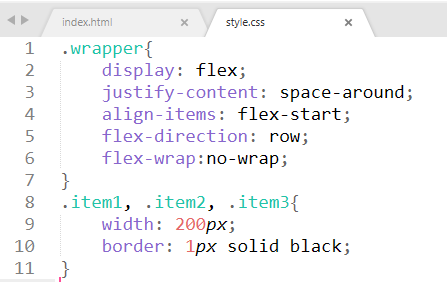 index.html × style.css ×
1 .wrapper{
2 display: flex;
3 justify-content: space-around;
4 align-items: flex-start;
5 flex-direction: row;
6 flex-wrap:no-wrap;
7 }
8 .item1, .item2, .item3{
9 width: 200px;
10 border: 1px solid black;
11 }